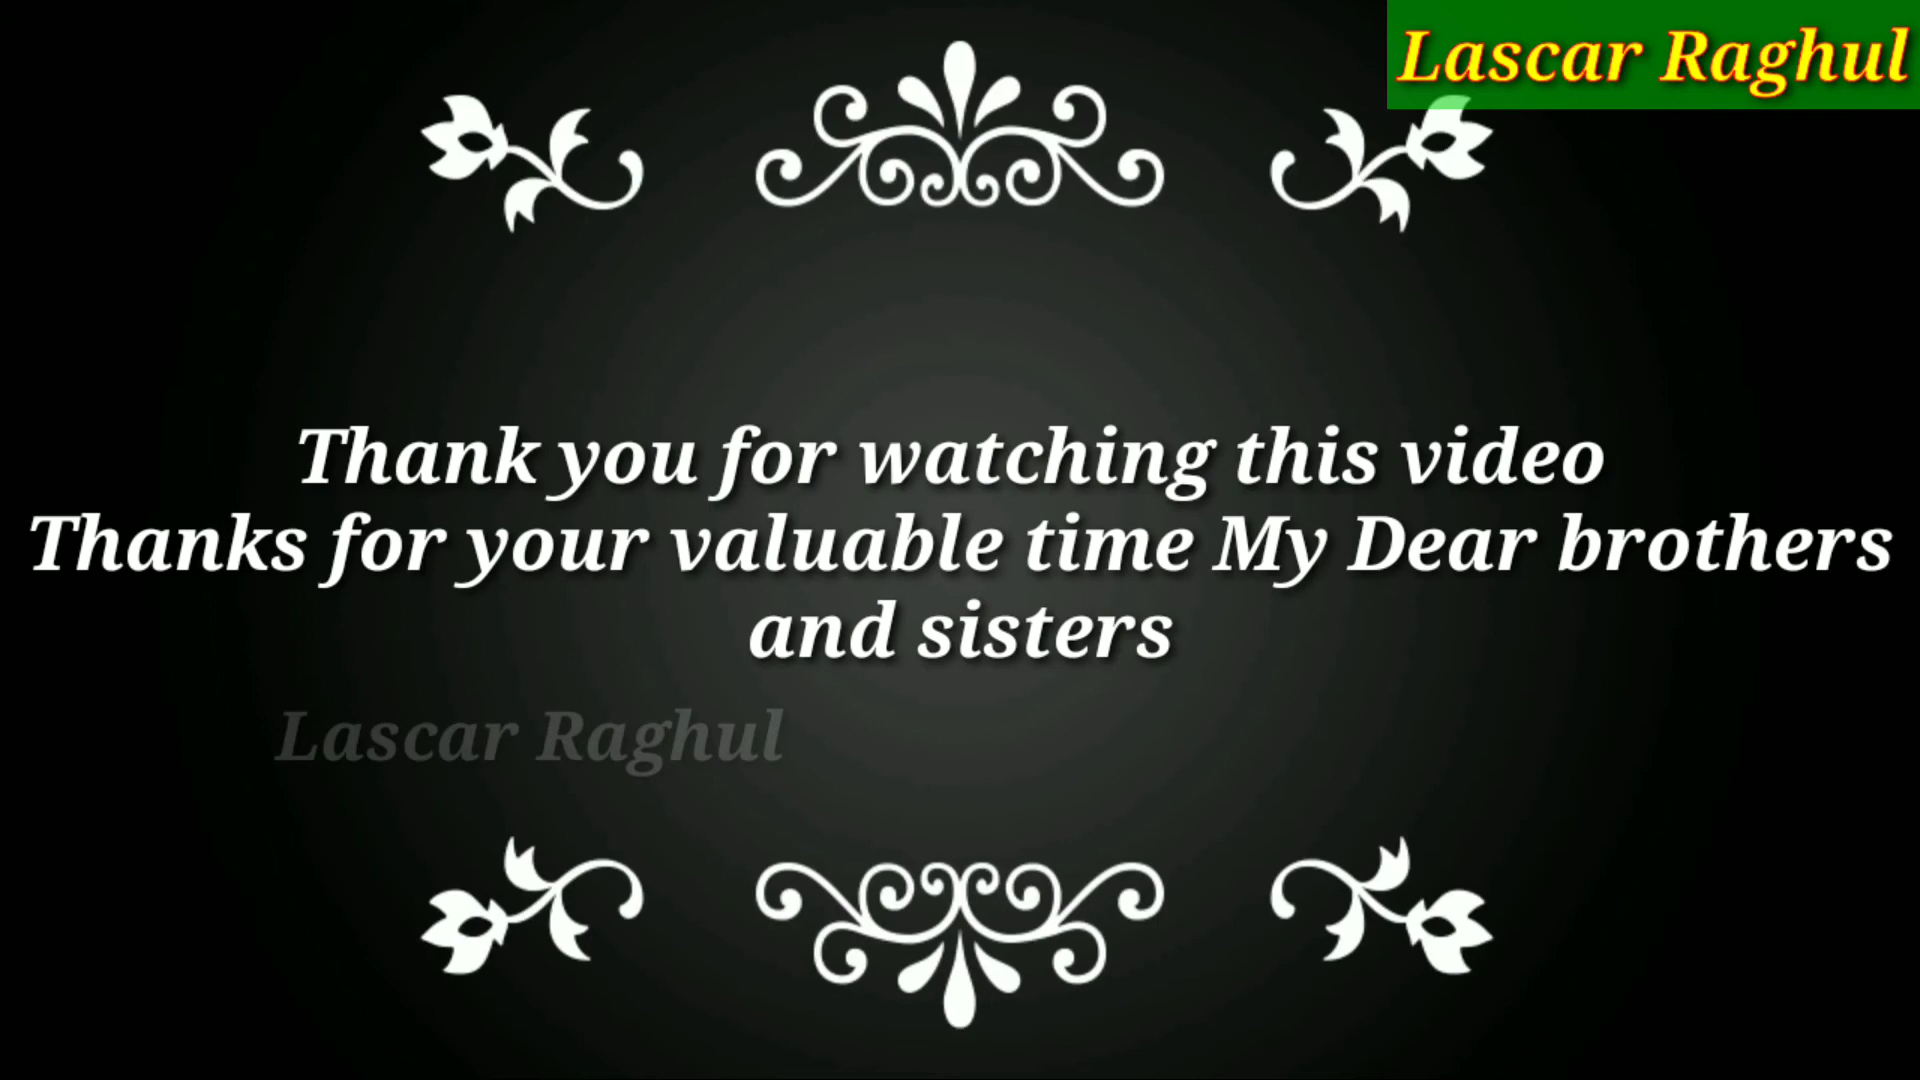 Lascar Raghul
Thank you for watching this video
Thanks for your valuable time My Dear brothers
and sisters
Lascar Raghul